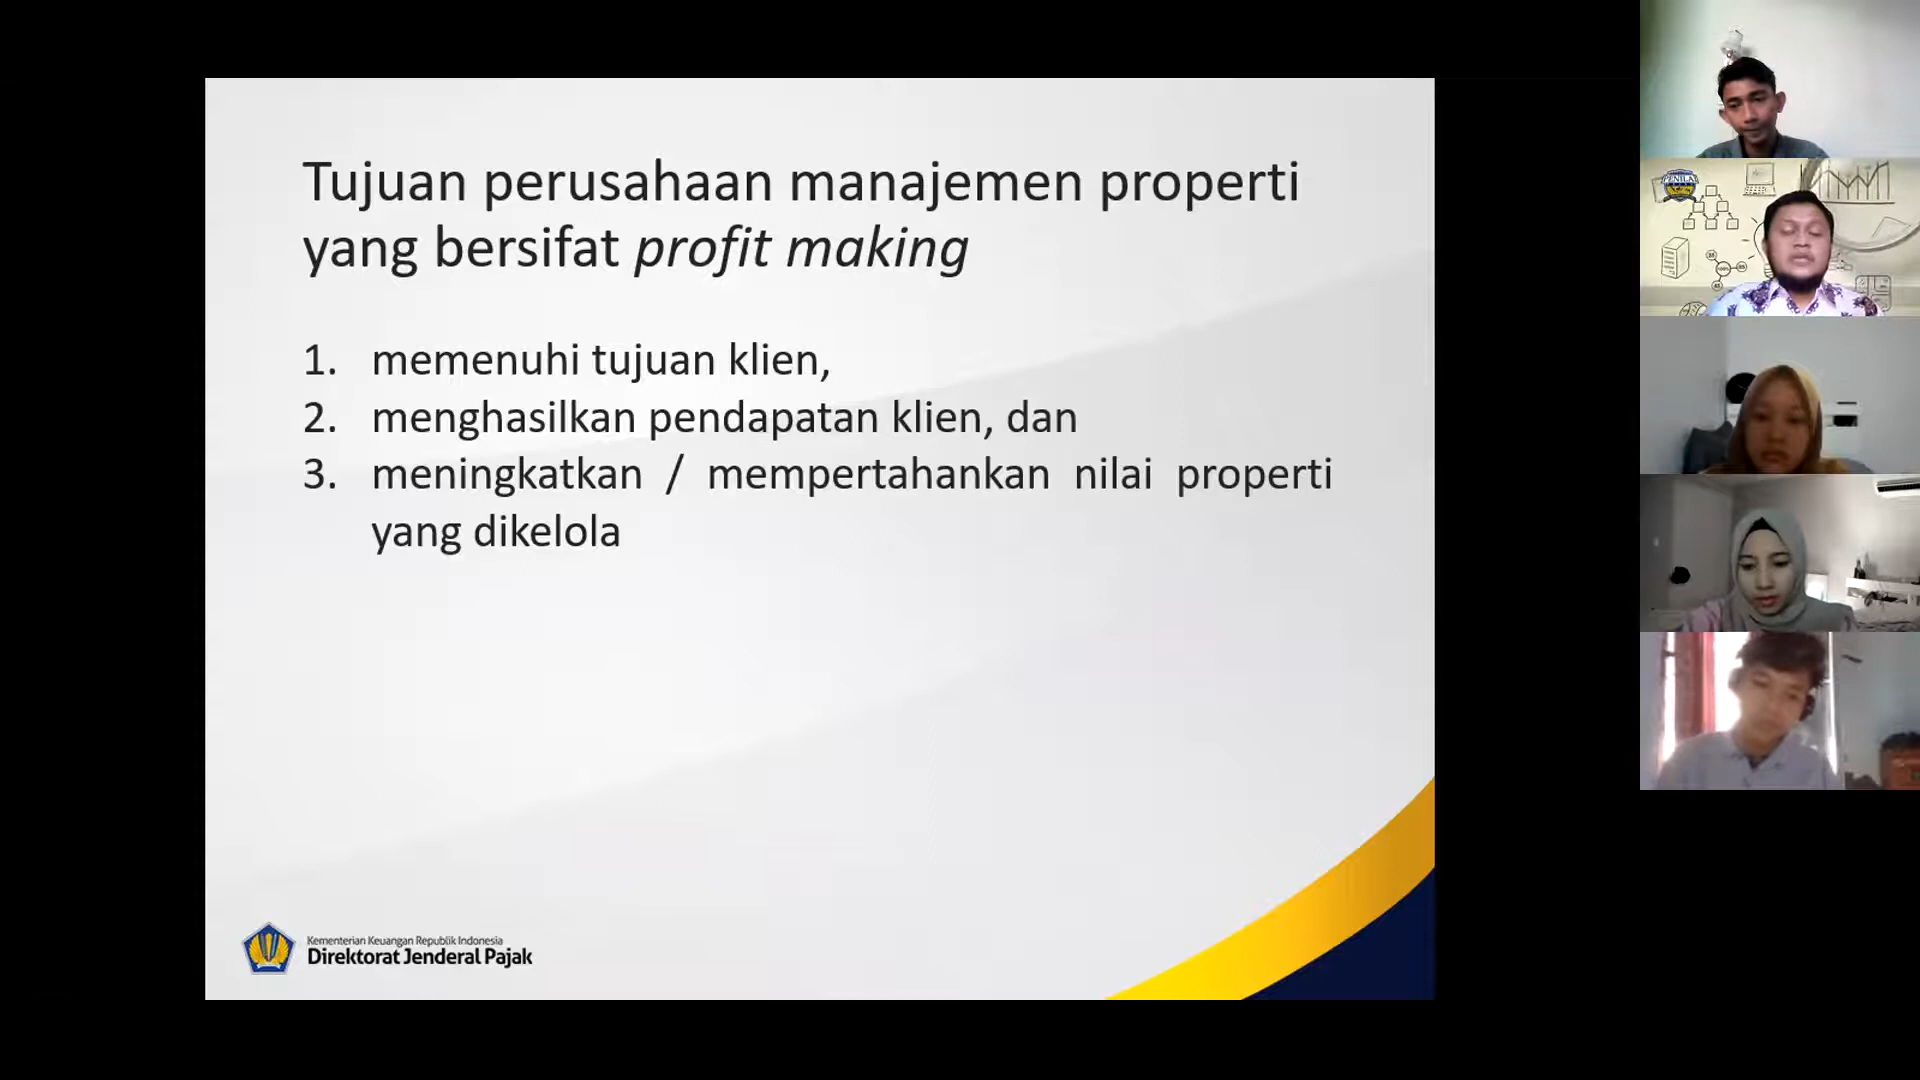 Tujuan perusahaan manajemen properti
yang bersifat profit making
1. memenuhi tujuan klien,
2. menghasilkan pendapatan klien, dan
3. meningkatkan / mempertahankan nilai properti
yang dikelola
Kementerian Keuangan Republik Indonesia
Direktorat Jenderal Pajak